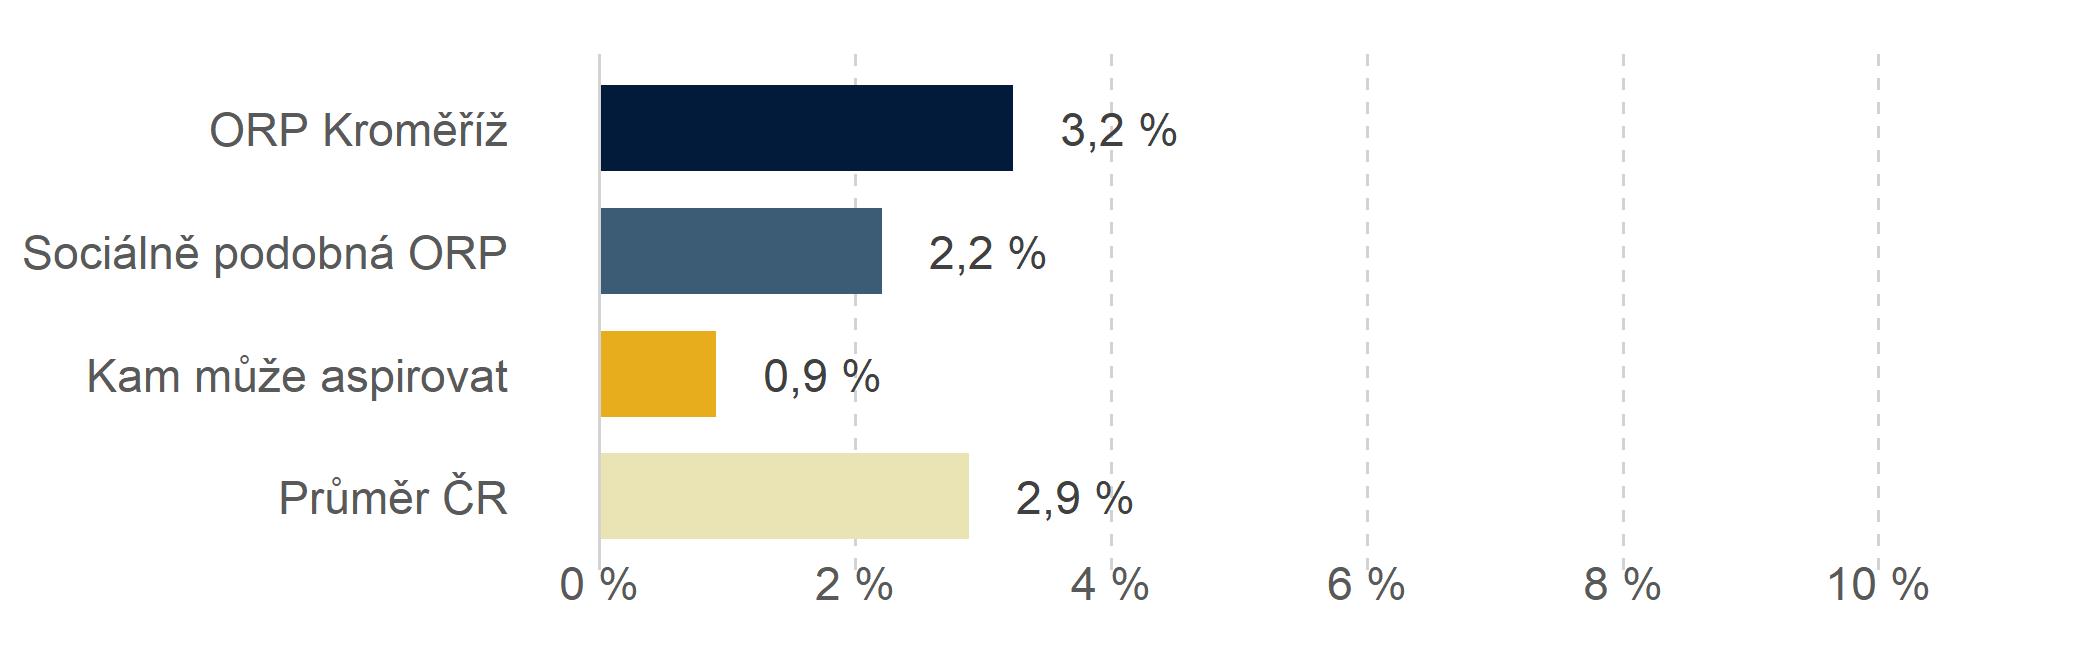 ORP Kroměříž
3,2 %
Sociálně podobná ORP
2,2 %
Kam může aspirovat
0,9 %
Průměr ČR
2,9 %
0 %
2 %
4 %
6 %
8 %
10 %